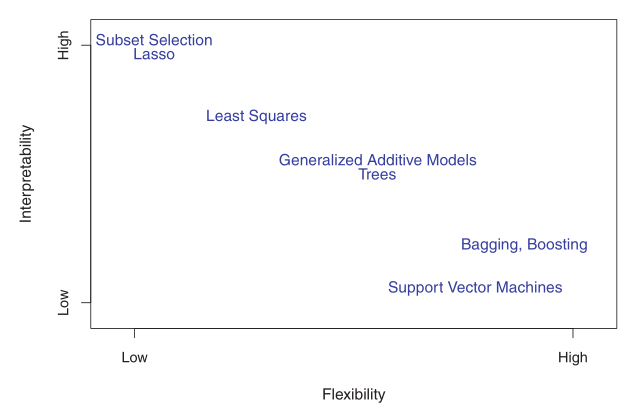 High
Subset Selection
Lasso
Least Squares
Interpretability
Generalized Additive Models
Trees
Bagging, Boosting
Support Vector Machines
Low
Low
High
Flexibility